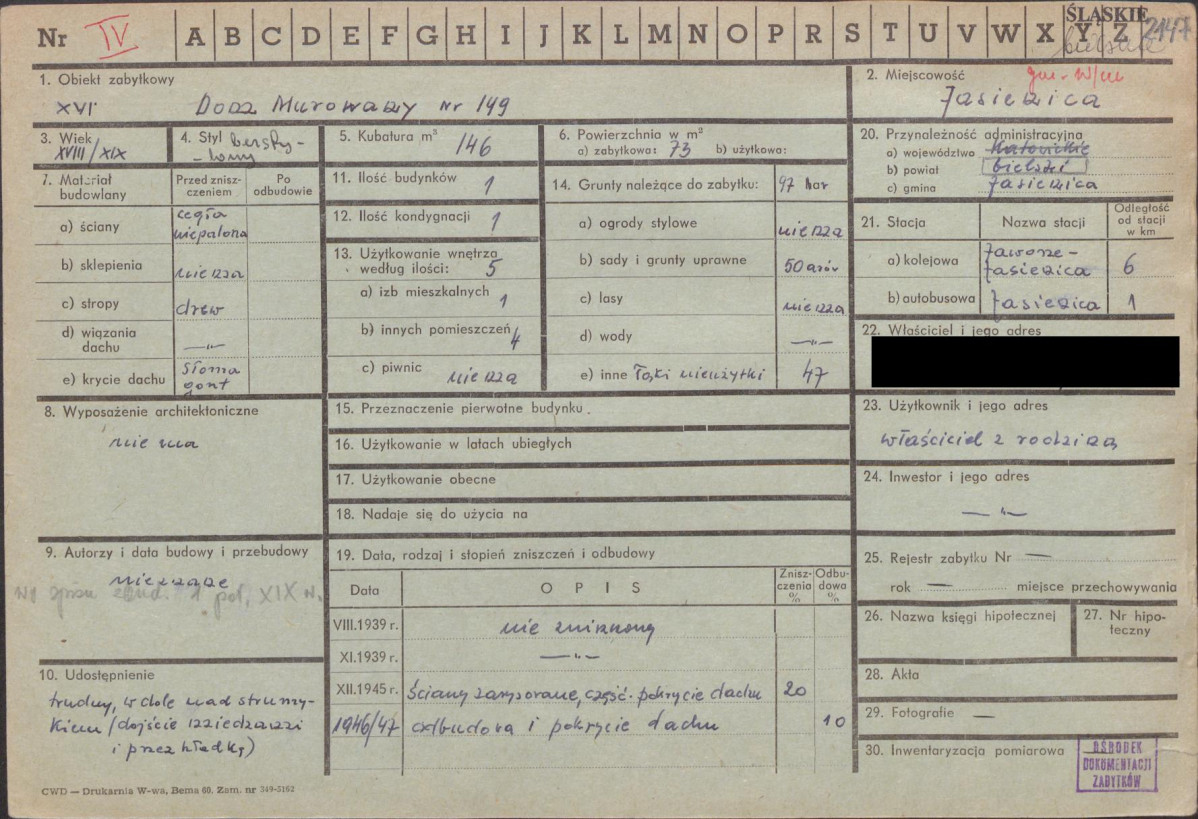 Nr IV A B C D E F G H I J K L M N O P R S T U V W X Y Z 2147
ŚLĄSKIE
bielskie
1. Obiekt zabytkowy
XVI Dom Murowany nr 149
2. Miejscowość
Jasienica
3. Wiek
XVIII/XIX
4. Styl
5. Kubatura m³ 146
6. Powierzchnia w m²
a) zabytkowa: 73 b) użytkowa:
20. Przynależność administracyjna
a) województwo Katowickie
b) powiat bielski
c) gmina Jasienica
7. Materiał budowlany
Przed zniszczeniem
Po odbudowie
a) ściany cegła niepalona
b) sklepienia nie ma
c) stropy drew
d) wiązania dachu —„—
e) krycie dachu słoma gont
11. Ilość budynków 1
12. Ilość kondygnacji 1
13. Użytkowanie wnętrza według ilości: 5
a) izb mieszkalnych 1
b) innych pomieszczeń 4
c) piwnic nie ma
14. Grunty należące do zabytku: 97
a) ogrody stylowe nie ma
b) sady i grunty uprawne 50 arów
c) lasy nie ma
d) wody —„—
e) inne Łąki nieużytki 47
21. Stacja
Nazwa stacji
Odległość od stacji w km
a) kolejowa Jaworze-Jasienica 6
b) autobusowa Jasienica 1
22. Właściciel i jego adres
8. Wyposażenie architektoniczne
nie ma
15. Przeznaczenie pierwotne budynku
16. Użytkowanie w latach ubiegłych
17. Użytkowanie obecne
18. Nadaje się do użycia na
23. Użytkownik i jego adres
właściciel z rodziną
24. Inwestor i jego adres
—„—
9. Autorzy i data budowy i przebudowy
nieznane
1 poł. XIX w.
19. Data, rodzaj i stopień zniszczeń i odbudowy
Data
OPIS
Zniszczenia %
Odbudowa %
VIII.1939 r. nie zniszczony
XI.1939 r. —„—
XII.1945 r. Ściany zarysowane, część. pokrycie dachu 20
1946/47 odbudowa i pokrycie dachu 10
25. Rejestr zabytku Nr —
rok — miejsce przechowywania
26. Nazwa księgi hipotecznej
27. Nr hipoteczny
10. Udostępnienie
trudny, w dole nad strumy-
kiem (dojście
i przez kładkę)
28. Akta
29. Fotografie —
30. Inwentaryzacja pomiarowa
OŚRODEK
DOKUMENTACJI
ZABYTKÓW
CWD — Drukarnia W-wa, Bema 60. Zam. nr 349-5162